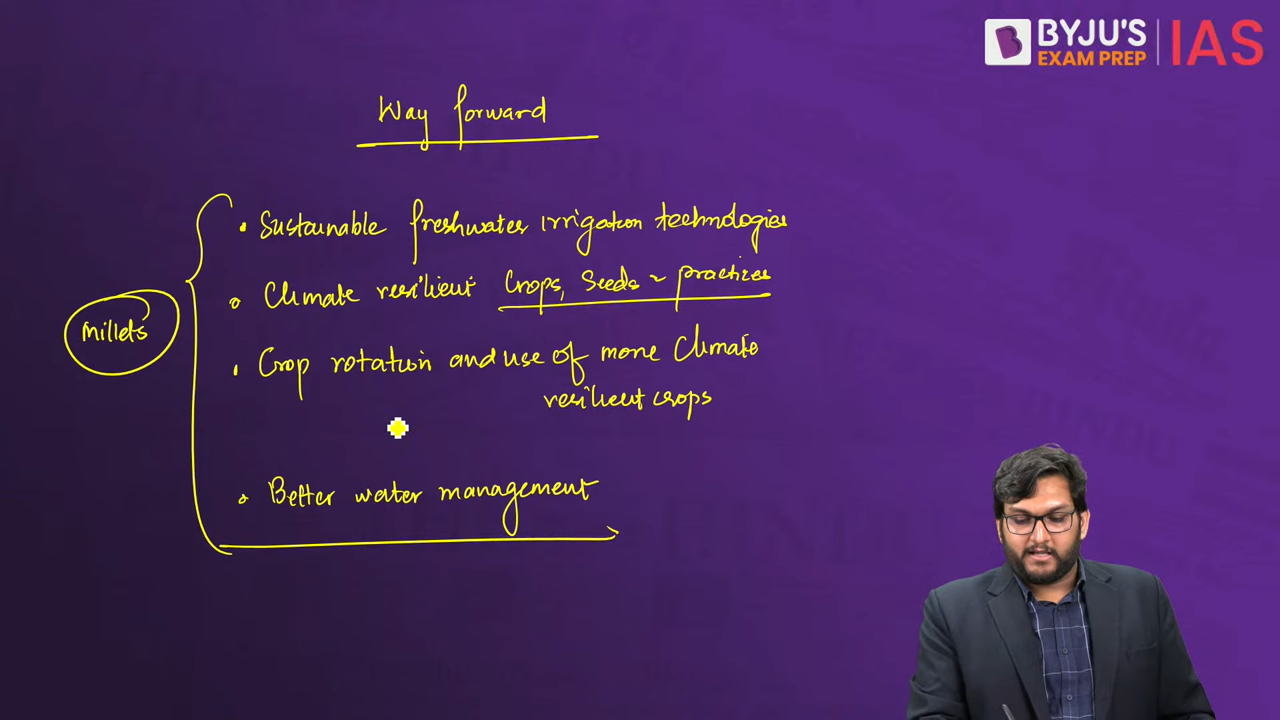 BYJU'S
EXAM PREP
IAS
Way forward
• Sustainable freshwater irrigation technologies
• Climate resilient Crops, Seeds ~ practices
Millets
• Crop rotation and use of more Climate
resilient crops
• Better water management